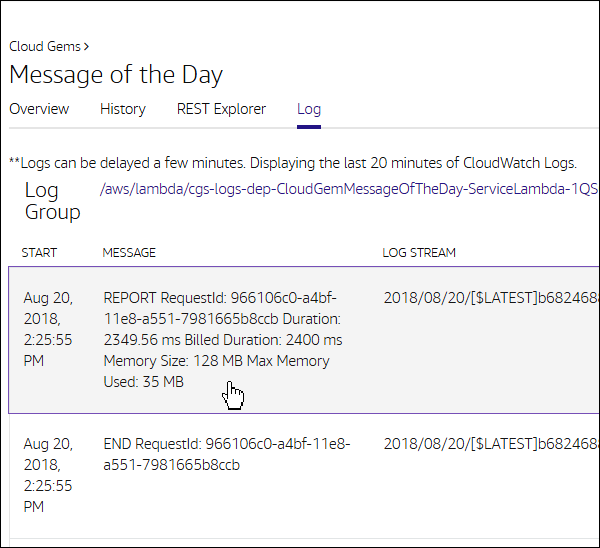 Cloud Gems >
Message of the Day
Overview History REST Explorer Log
**Logs can be delayed a few minutes. Displaying the last 20 minutes of CloudWatch Logs.
Log /aws/lambda/cgs-logs-dep-CloudGemMessageOfTheDay-ServiceLambda-1QS
Group
START MESSAGE LOG STREAM
Aug 20, REPORT RequestId: 966106c0-a4bf- 2018/08/20/[$LATEST]b682468
2018, 11e8-a551-7981665b8ccb Duration:
2:25:55 2349.56 ms Billed Duration: 2400 ms
PM Memory Size: 128 MB Max Memory
Used: 35 MB
Aug 20, END RequestId: 966106c0-a4bf-11e8- 2018/08/20/[$LATEST]b682468
2018, a551-7981665b8ccb
2:25:55
PM